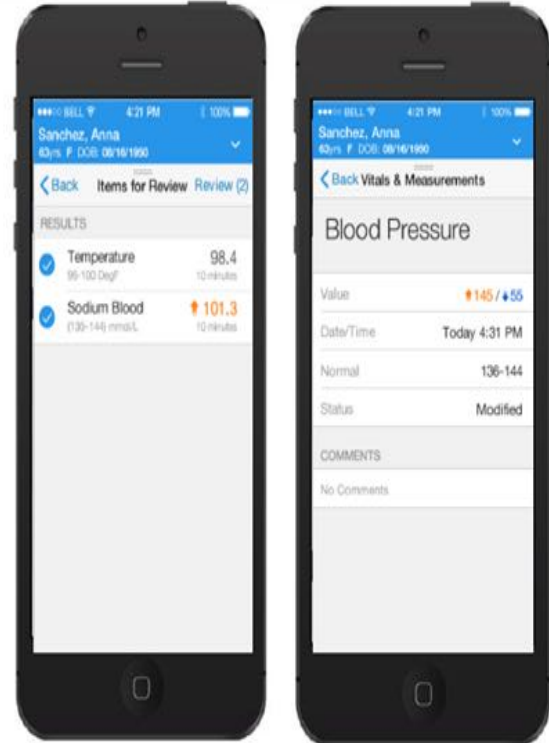 BELL 4:21 PM 100%
Sanchez, Anna
63yrs F DOB: 08/16/1950
Back Items for Review Review (2)
RESULTS
Temperature 98.4
95-100 DegF 10 minutes
Sodium Blood 101.3
(136-144) mmol/L 10 minutes
BELL 4:21 PM 100%
Sanchez, Anna
63yrs F DOB: 08/16/1950
Back Vitals & Measurements
Blood Pressure
Value 145 / 55
Date/Time Today 4:31 PM
Normal 136-144
Status Modified
COMMENTS
No Comments